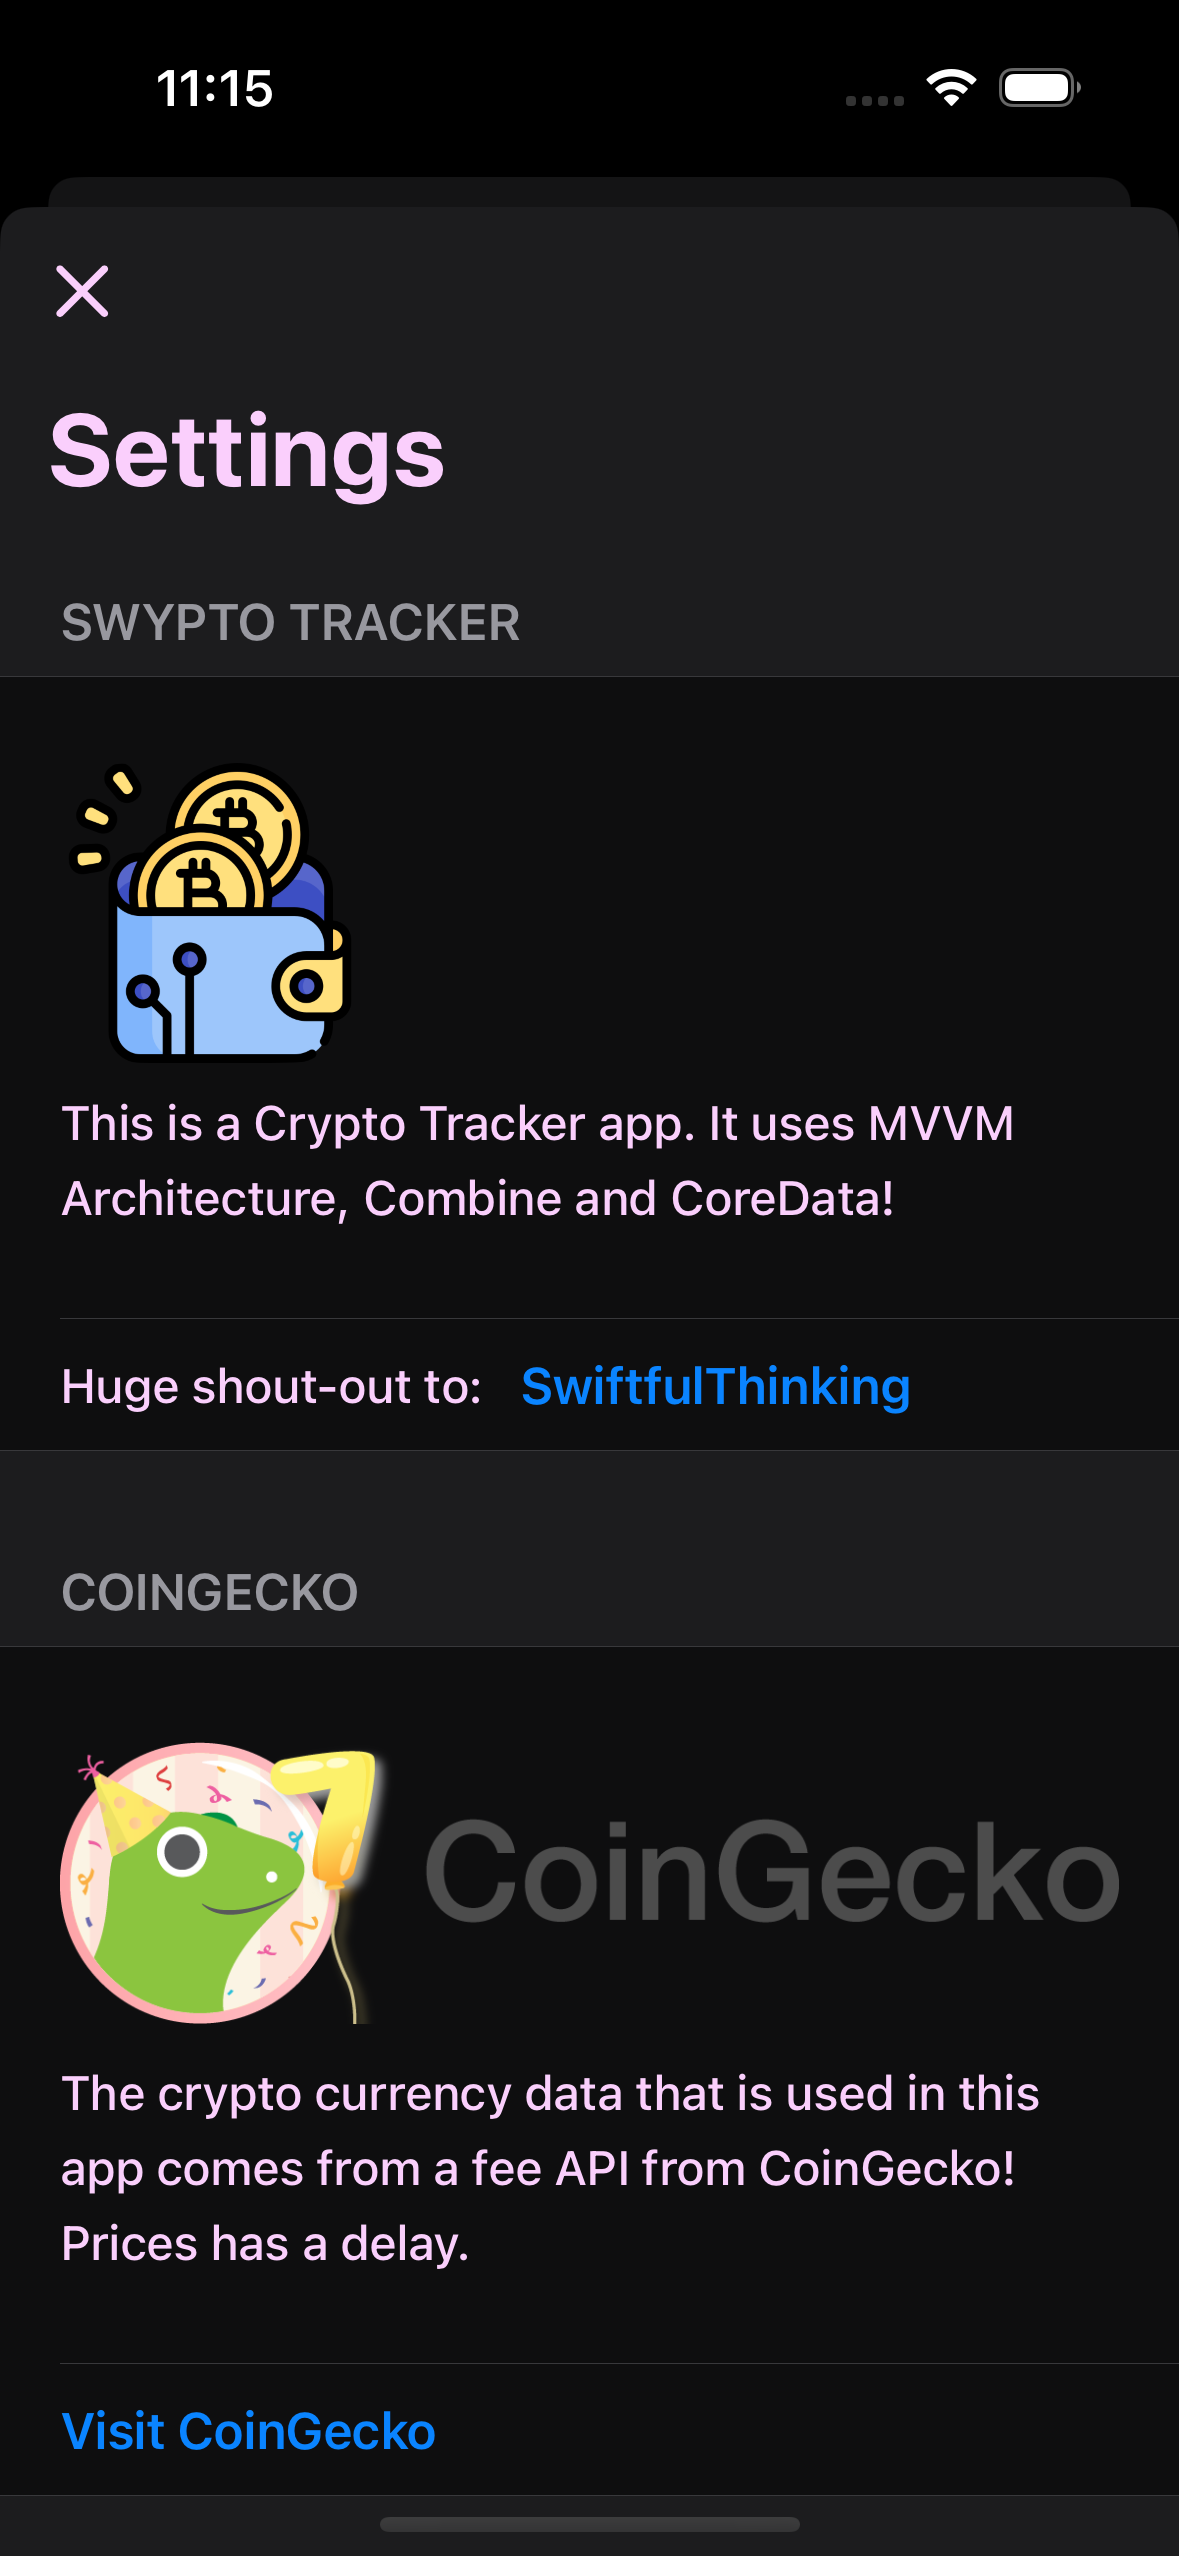 11:15
Settings
SWYPTO TRACKER
This is a Crypto Tracker app. It uses MVVM
Architecture, Combine and CoreData!
Huge shout-out to: SwiftfulThinking
COINGECKO
7 CoinGecko
The crypto currency data that is used in this
app comes from a fee API from CoinGecko!
Prices has a delay.
Visit CoinGecko